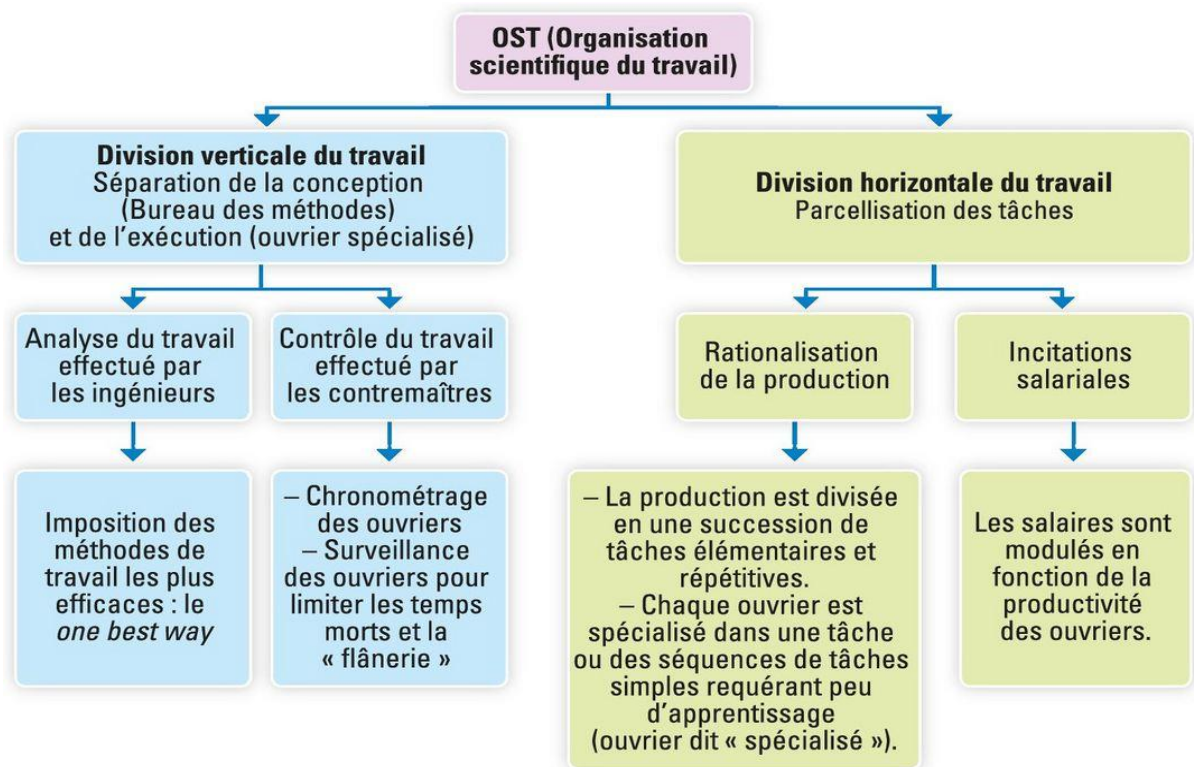 OST (Organisation
scientifique du travail)
Division verticale du travail
Séparation de la conception
(Bureau des méthodes)
et de l'exécution (ouvrier spécialisé)
Division horizontale du travail
Parcellisation des tâches
Analyse du travail
effectué par
les ingénieurs
Contrôle du travail
effectué par
les contremaîtres
Rationalisation
de la production
Incitations
salariales
Imposition des
méthodes de
travail les plus
efficaces : le
one best way
– Chronométrage
des ouvriers
– Surveillance
des ouvriers pour
limiter les temps
morts et la
« flânerie »
– La production est divisée
en une succession de
tâches élémentaires et
répétitives.
– Chaque ouvrier est
spécialisé dans une tâche
ou des séquences de tâches
simples requérant peu
d'apprentissage
(ouvrier dit « spécialisé »).
Les salaires sont
modulés en
fonction de la
productivité
des ouvriers.